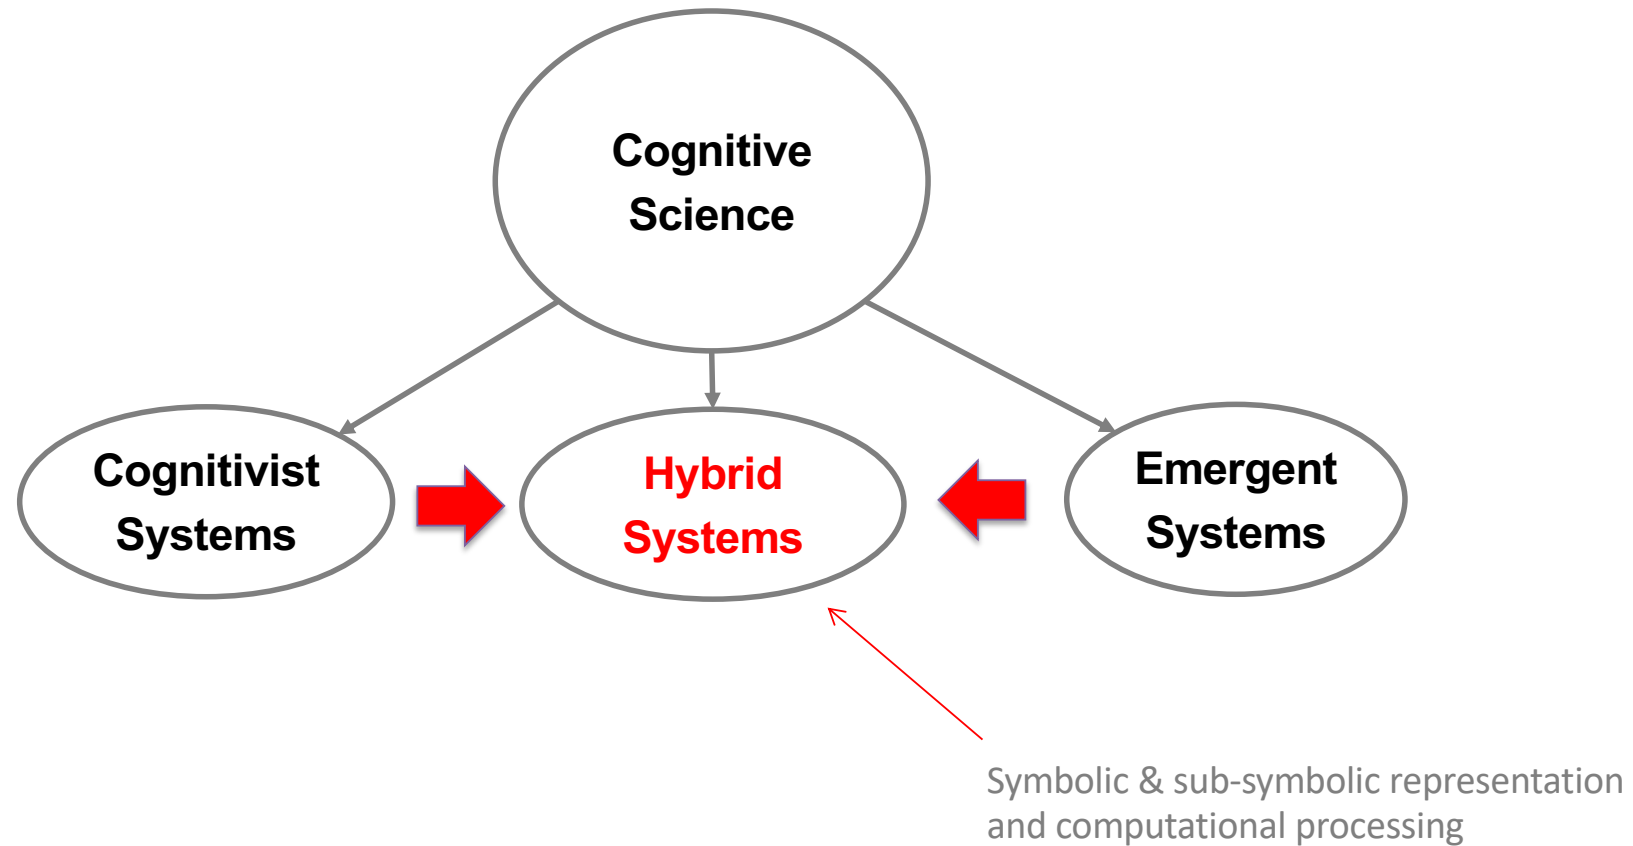 Cognitive
Science
Cognitivist
Systems
Hybrid
Systems
Emergent
Systems
Symbolic & sub-symbolic representation
and computational processing